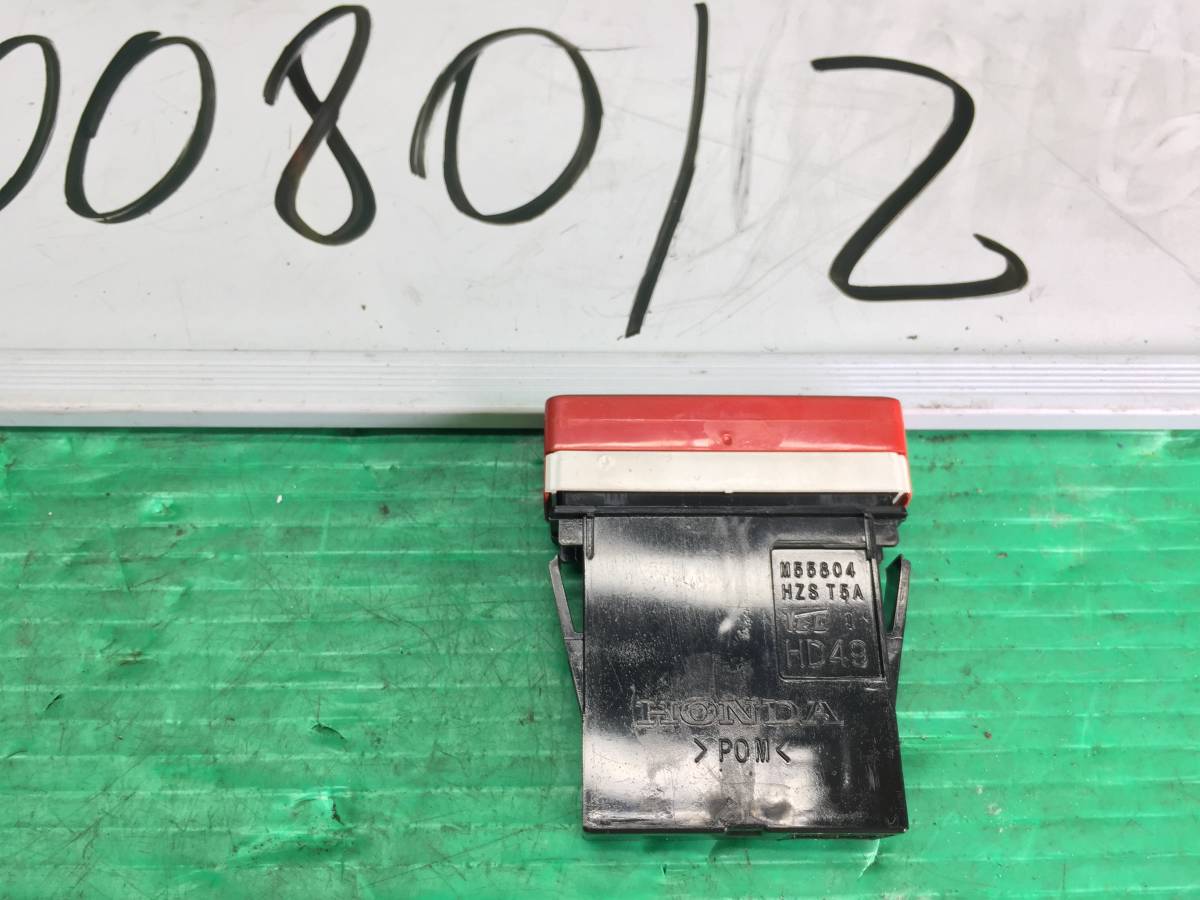 008012
M55804
HZS T5A
HD49
HONDA
>POM<